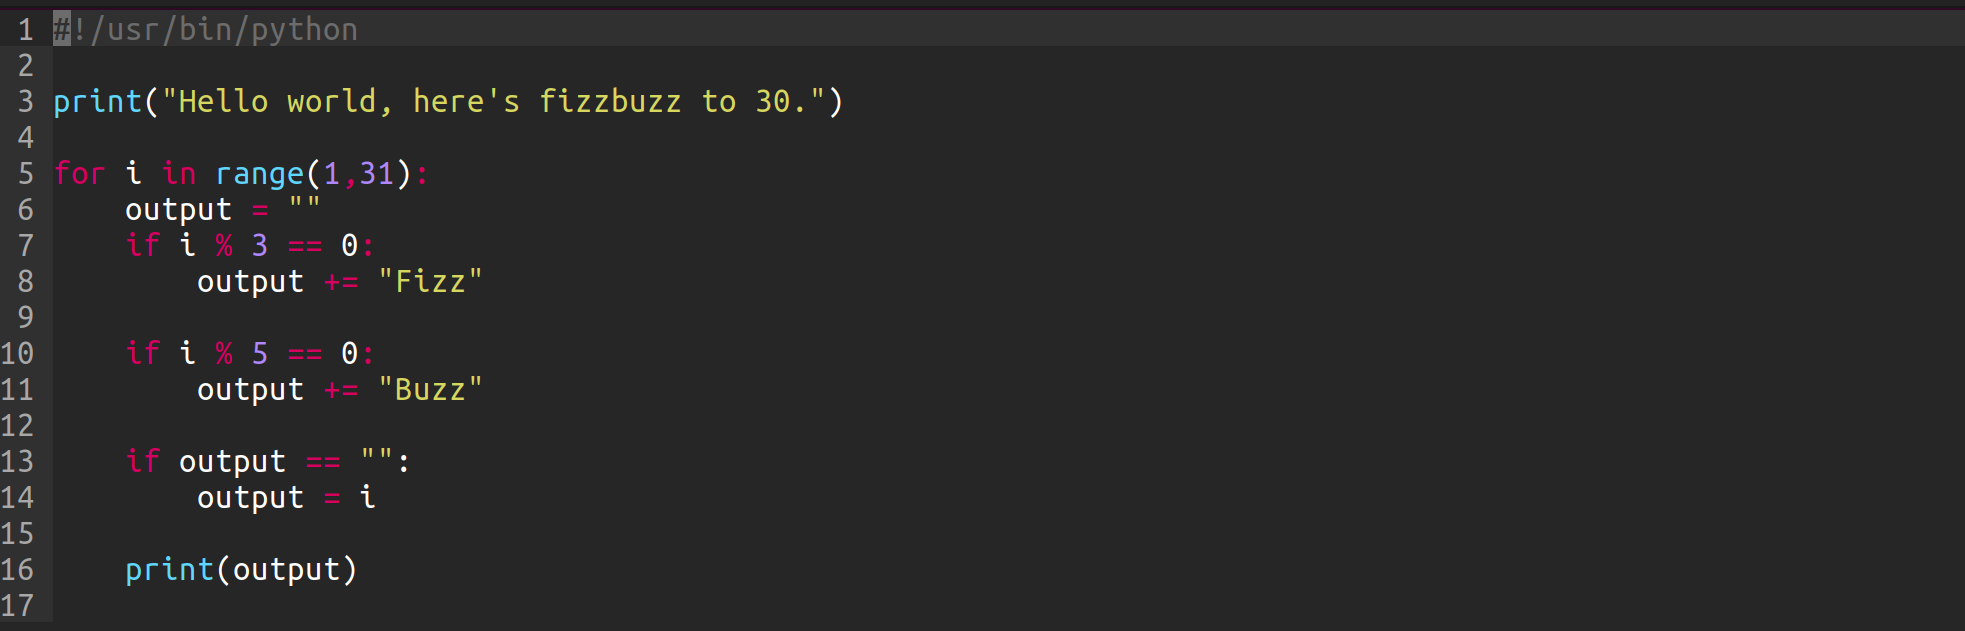 1 #!/usr/bin/python
2
3 print("Hello world, here's fizzbuzz to 30.")
4
5 for i in range(1,31):
6     output = ""
7     if i % 3 == 0:
8         output += "Fizz"
9
10     if i % 5 == 0:
11         output += "Buzz"
12
13     if output == "":
14         output = i
15
16     print(output)
17